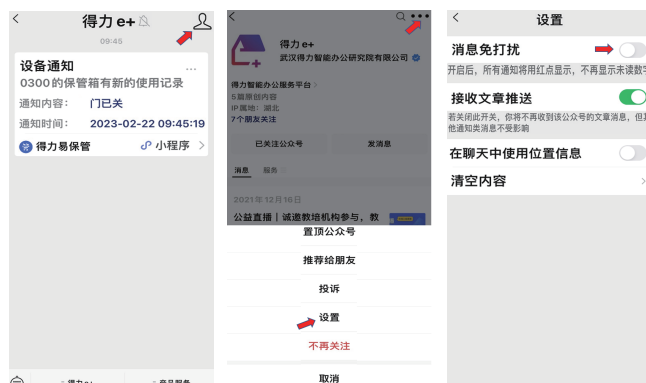 得力 e+
09:45
设备通知
0300的保管箱有新的使用记录
通知内容： 门已关
通知时间： 2023-02-22 09:45:19
得力易保管 小程序
得力e+
产品服务
得力 e+
武汉得力智能办公研究院有限公司
得力智能办公服务平台
5篇原创内容
IP属地：湖北
7个朋友关注
已关注公众号 发消息
消息 服务
2021年12月16日
公益直播｜诚邀教培机构参与，教
置顶公众号
推荐给朋友
投诉
设置
不再关注
取消
设置
消息免打扰
开启后，所有通知将用红点显示，不再显示未读数字
接收文章推送
若关闭此开关，你将不再收到该公众号的文章消息，但其
他通知类消息不受影响
在聊天中使用位置信息
清空内容